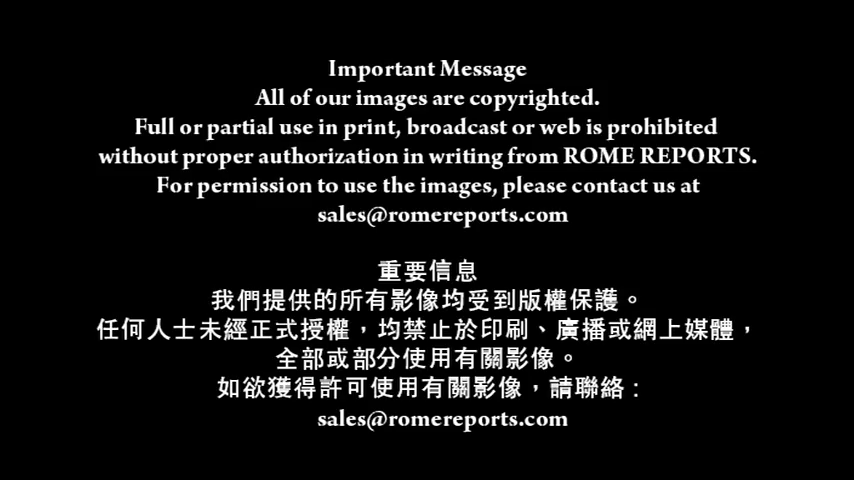 Important Message
All of our images are copyrighted.
Full or partial use in print, broadcast or web is prohibited
without proper authorization in writing from ROME REPORTS.
For permission to use the images, please contact us at
sales@romereports.com
重要信息
我們提供的所有影像均受到版權保護。
任何人士未經正式授權，均禁止於印刷、廣播或網上媒體，
全部或部分使用有關影像。
如欲獲得許可使用有關影像，請聯絡：
sales@romereports.com